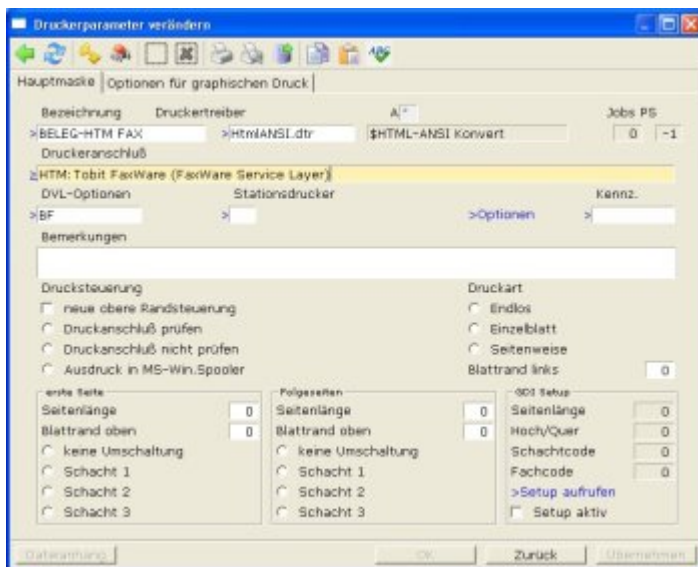 Druckerparameter verändern
ABC
Hauptmaske Optionen für graphischen Druck
Bezeichnung Druckertreiber A * Jobs PS
>BELEG-HTM FAX >HtmlANSI.dtr $HTML-ANSI Konvert 0 -1
Druckeranschluß
>HTM: Tobit FaxWare (FaxWare Service Layer)
DVL-Optionen Stationsdrucker Kennz.
>BF > >Optionen >
Bemerkungen
Drucksteuerung Druckart
neue obere Randsteuerung Endlos
Druckanschluß prüfen Einzelblatt
Druckanschluß nicht prüfen Seitenweise
Ausdruck in MS-Win.Spooler Blattrand links 0
erste Seite Folgeseiten GDI Setup
Seitenlänge 0 Seitenlänge 0 Seitenlänge 0
Blattrand oben 0 Blattrand oben 0 Hoch/Quer 0
keine Umschaltung keine Umschaltung Schachtcode 0
Schacht 1 Schacht 1 Fachcode 0
Schacht 2 Schacht 2 >Setup aufrufen
Schacht 3 Schacht 3 Setup aktiv
Dateianhang OK Zurück Übernehmen